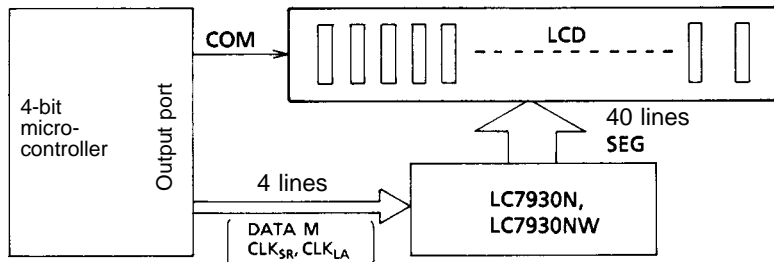 COM
LCD
4-bit
micro-
controller
Output port
40 lines
SEG
4 lines
DATA M
CLKSR, CLKLA
LC7930N,
LC7930NW